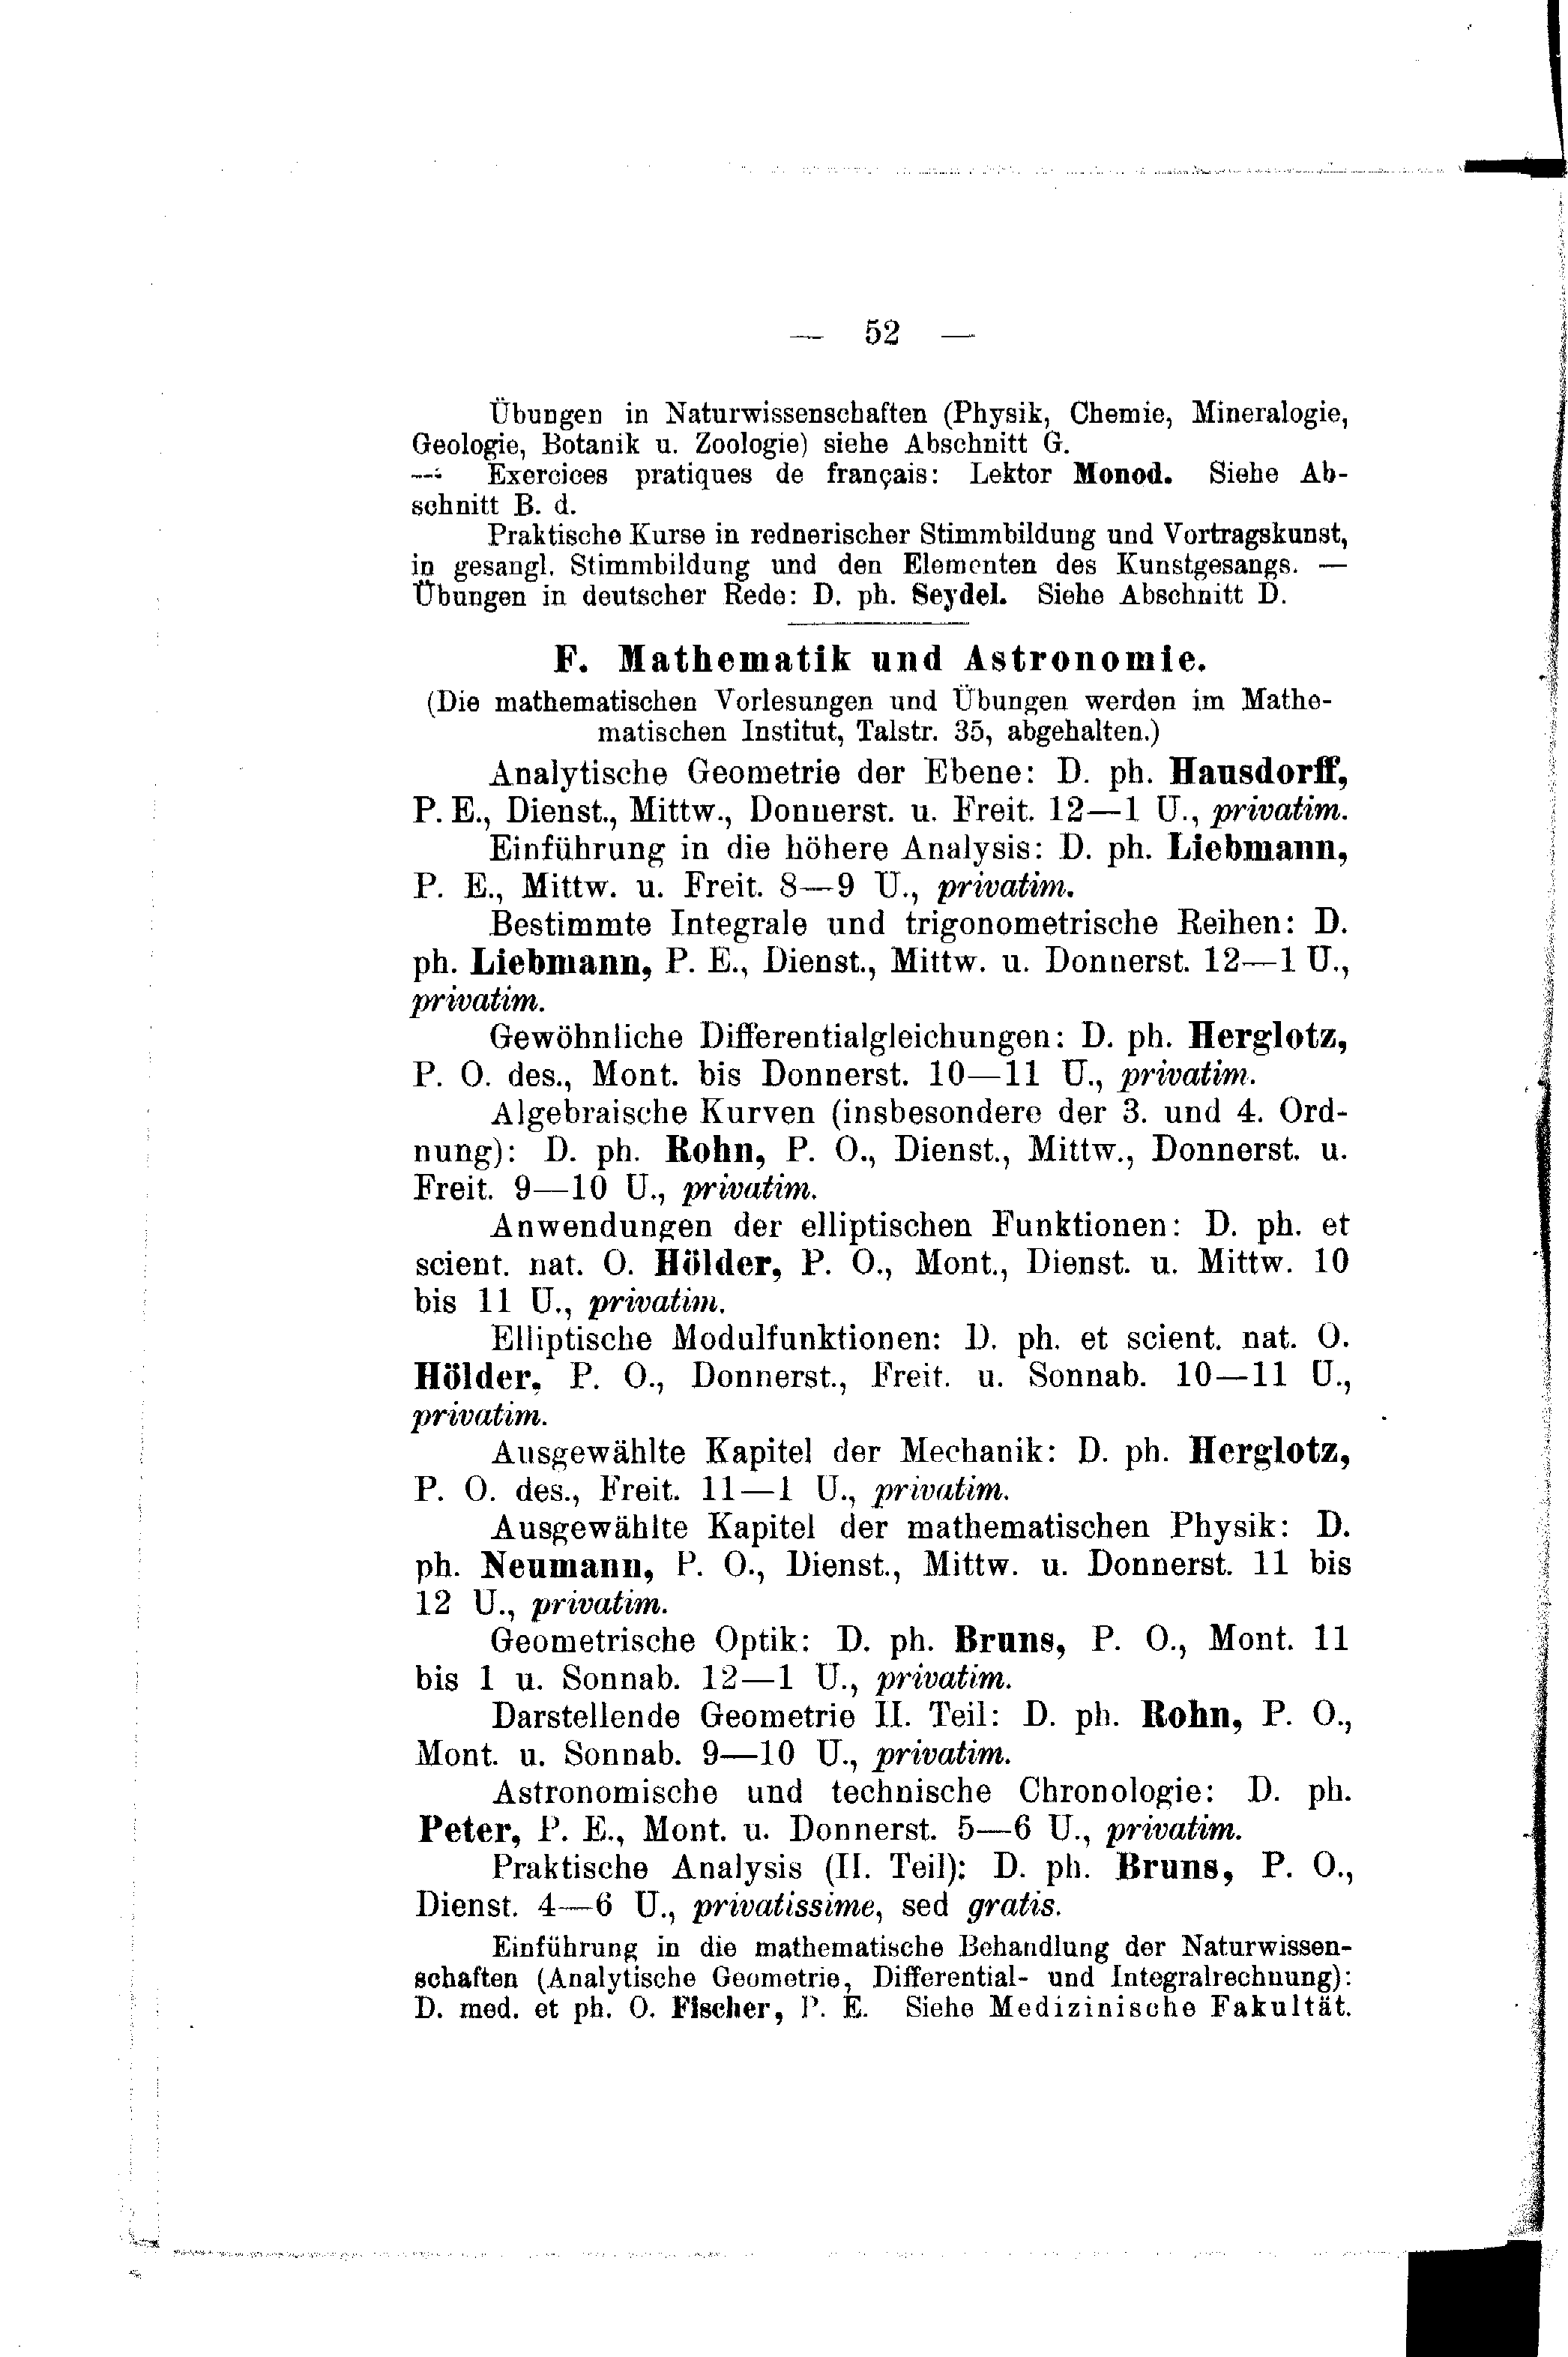 — 52 —
Übungen in Naturwissenschaften (Physik, Chemie, Mineralogie,
Geologie, Botanik u. Zoologie) siehe Abschnitt G.
Exercices pratiques de français: Lektor Monod. Siehe Ab-
schnitt B. d.
Praktische Kurse in rednerischer Stimmbildung und Vortragskunst,
in gesangl. Stimmbildung und den Elementen des Kunstgesangs. —
Übungen in deutscher Rede: D. ph. Seydel. Siehe Abschnitt D.
F. Mathematik und Astronomie.
(Die mathematischen Vorlesungen und Übungen werden im Mathe-
matischen Institut, Talstr. 35, abgehalten.)
Analytische Geometrie der Ebene: D. ph. Hausdorff,
P. E., Dienst., Mittw., Donnerst. u. Freit. 12—1 U., privatim.
Einführung in die höhere Analysis: D. ph. Liebmann,
P. E., Mittw. u. Freit. 8—9 U., privatim.
Bestimmte Integrale und trigonometrische Reihen: D.
ph. Liebmann, P. E., Dienst., Mittw. u. Donnerst. 12—1 U.,
privatim.
Gewöhnliche Differentialgleichungen: D. ph. Herglotz,
P. O. des., Mont. bis Donnerst. 10—11 U., privatim.
Algebraische Kurven (insbesondere der 3. und 4. Ord-
nung): D. ph. Rohn, P. O., Dienst., Mittw., Donnerst. u.
Freit. 9—10 U., privatim.
Anwendungen der elliptischen Funktionen: D. ph. et
scient. nat. O. Hölder, P. O., Mont., Dienst. u. Mittw. 10
bis 11 U., privatim.
Elliptische Modulfunktionen: D. ph. et scient. nat. O.
Hölder, P. O., Donnerst., Freit. u. Sonnab. 10—11 U.,
privatim.
Ausgewählte Kapitel der Mechanik: D. ph. Herglotz,
P. O. des., Freit. 11—1 U., privatim.
Ausgewählte Kapitel der mathematischen Physik: D.
ph. Neumann, P. O., Dienst., Mittw. u. Donnerst. 11 bis
12 U., privatim.
Geometrische Optik: D. ph. Bruns, P. O., Mont. 11
bis 1 u. Sonnab. 12—1 U., privatim.
Darstellende Geometrie II. Teil: D. ph. Rohn, P. O.,
Mont. u. Sonnab. 9—10 U., privatim.
Astronomische und technische Chronologie: D. ph.
Peter, P. E., Mont. u. Donnerst. 5—6 U., privatim.
Praktische Analysis (II. Teil): D. ph. Bruns, P. O.,
Dienst. 4—6 U., privatissime, sed gratis.
Einführung in die mathematische Behandlung der Naturwissen-
schaften (Analytische Geometrie, Differential- und Integralrechnung):
D. med. et ph. O. Fischer, P. E. Siehe Medizinische Fakultät.